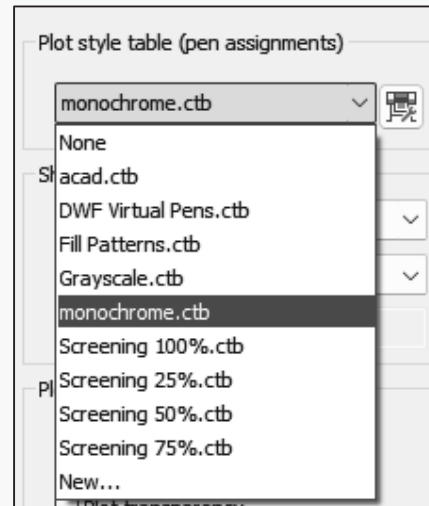 Plot style table (pen assignments)
monochrome.ctb
None
acad.ctb
DWF Virtual Pens.ctb
Fill Patterns.ctb
Grayscale.ctb
monochrome.ctb
Screening 100%.ctb
Screening 25%.ctb
Screening 50%.ctb
Screening 75%.ctb
New...